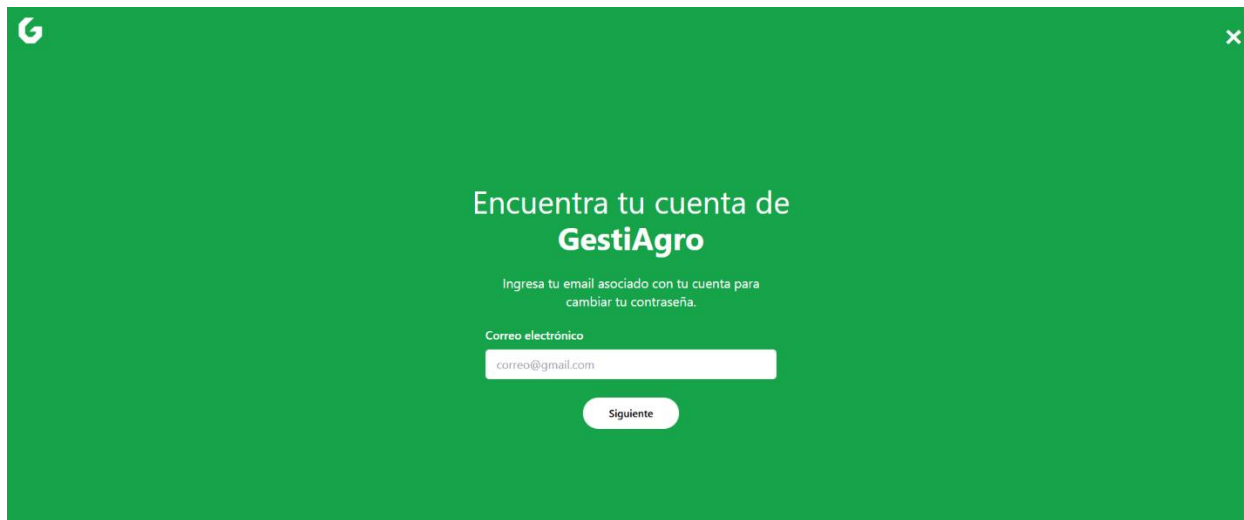 Encuentra tu cuenta de
GestiAgro
Ingresa tu email asociado con tu cuenta para
cambiar tu contraseña.
Correo electrónico
correo@gmail.com
Siguiente